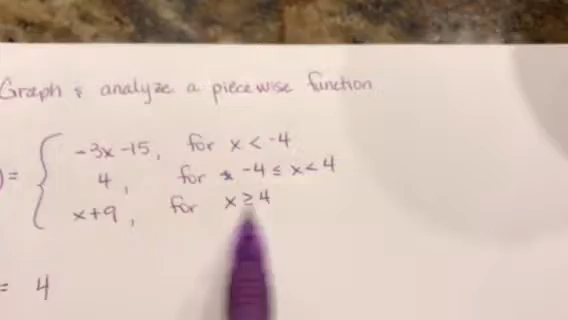 Graph & analyze a piecewise function
-3x-15, for x < -4
) = { 4, for -4 ≤ x < 4
x+9, for x ≥ 4
= 4